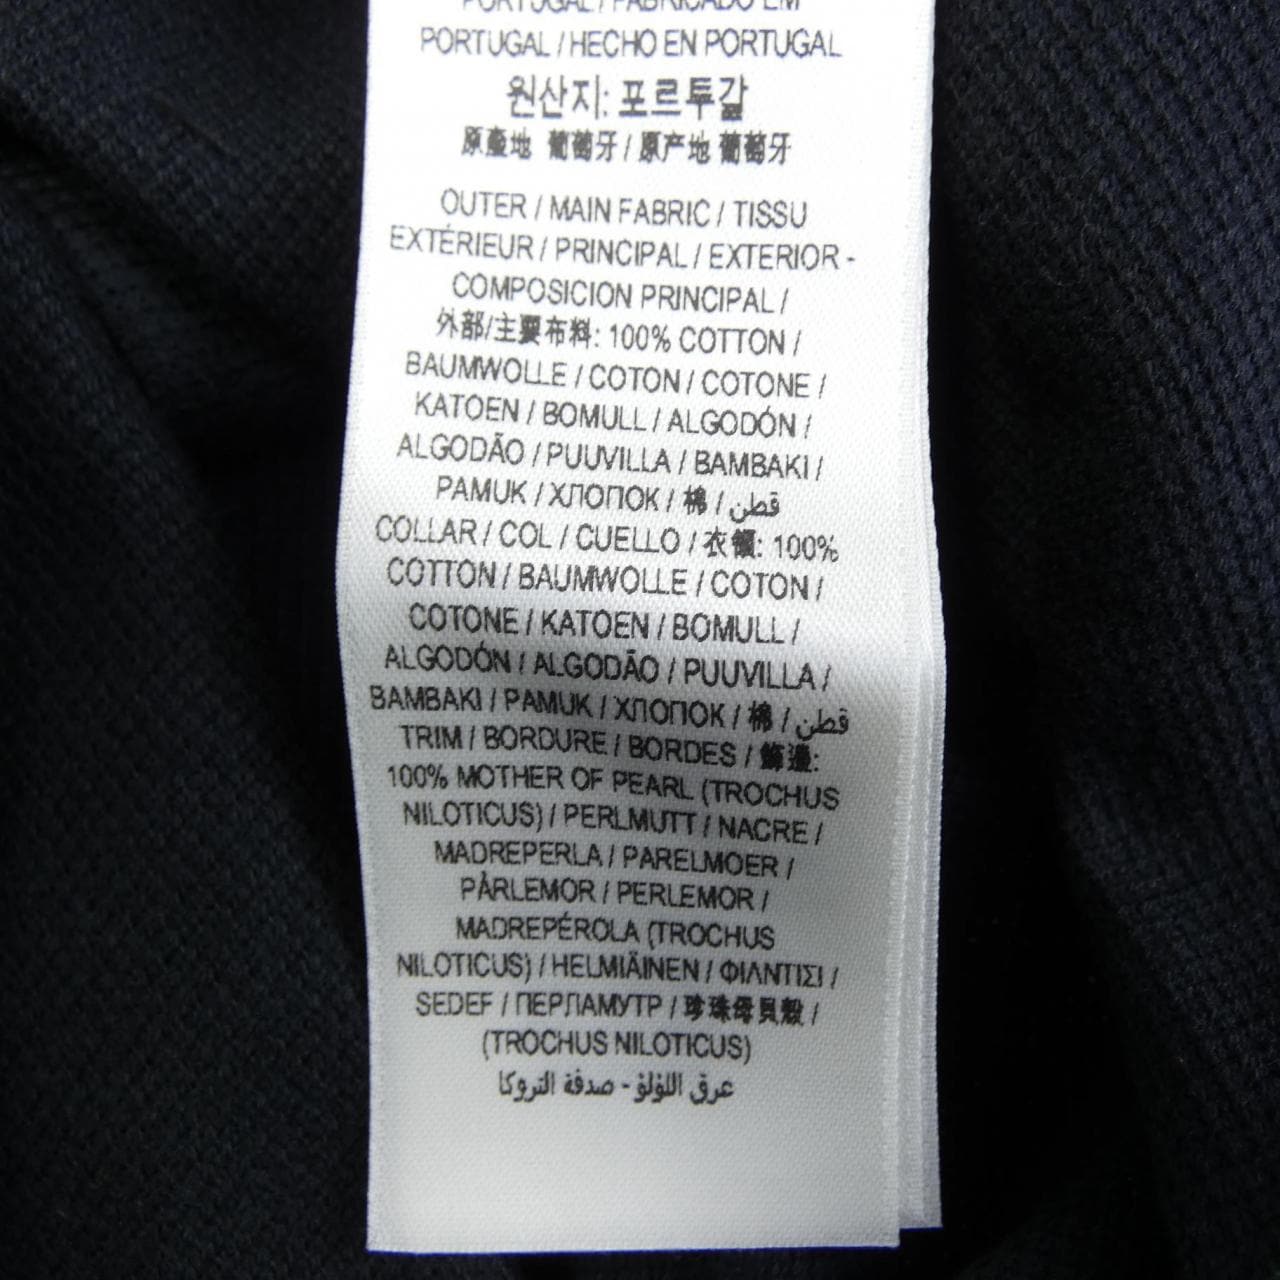 PORTUGAL / FABRICADO EM
PORTUGAL / HECHO EN PORTUGAL
원산지: 포르투갈
原產地 葡萄牙 / 原产地 葡萄牙
OUTER / MAIN FABRIC / TISSU
EXTÉRIEUR / PRINCIPAL / EXTERIOR -
COMPOSICION PRINCIPAL /
外部/主要布料: 100% COTTON /
BAUMWOLLE / COTON / COTONE /
KATOEN / BOMULL / ALGODÓN /
ALGODÃO / PUUVILLA / BAMBAKI /
PAMUK / ХЛОПОК / 棉 / قطن
COLLAR / COL / CUELLO / 衣領: 100%
COTTON / BAUMWOLLE / COTON /
COTONE / KATOEN / BOMULL /
ALGODÓN / ALGODÃO / PUUVILLA /
BAMBAKI / PAMUK / ХЛОПОК / 棉 / قطن
TRIM / BORDURE / BORDES / 飾邊:
100% MOTHER OF PEARL (TROCHUS
NILOTICUS) / PERLMUTT / NACRE /
MADREPERLA / PARELMOER /
PÄRLEMOR / PERLEMOR /
MADREPÉROLA (TROCHUS
NILOTICUS) / HELMIÄINEN / ΦΙΛΝΤΙΣΙ /
SEDEF / ПЕРЛАМУТР / 珍珠母貝殼 /
(TROCHUS NILOTICUS)
عرق اللؤلؤ - صدفة التروكا